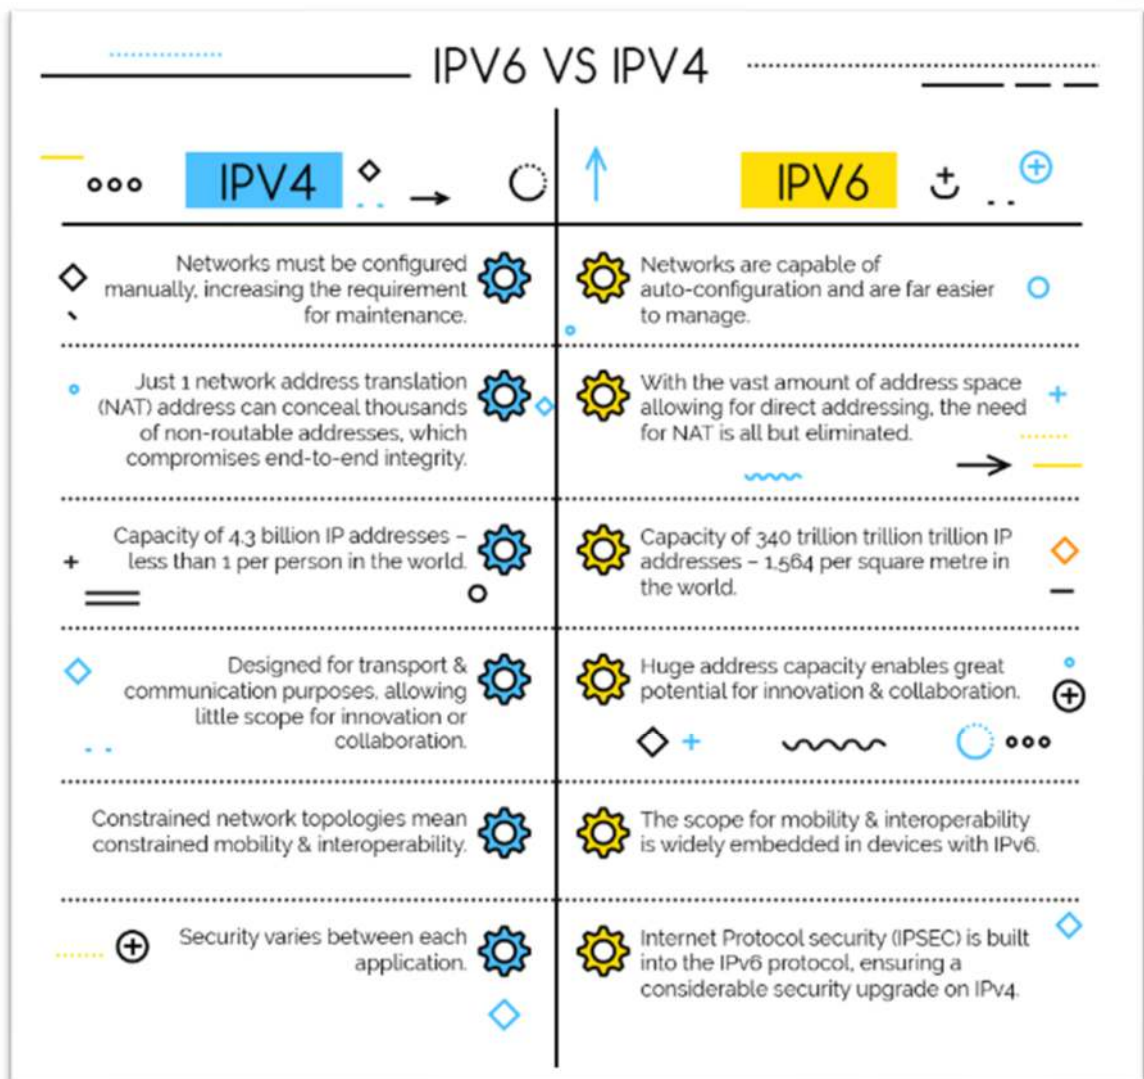 IPV6 VS IPV4
IPV4
IPV6
Networks must be configured
manually, increasing the requirement
for maintenance.
Networks are capable of
auto-configuration and are far easier
to manage.
Just 1 network address translation
(NAT) address can conceal thousands
of non-routable addresses, which
compromises end-to-end integrity.
With the vast amount of address space
allowing for direct addressing, the need
for NAT is all but eliminated.
Capacity of 4.3 billion IP addresses –
less than 1 per person in the world.
Capacity of 340 trillion trillion trillion IP
addresses – 1,564 per square metre in
the world.
Designed for transport &
communication purposes, allowing
little scope for innovation or
collaboration.
Huge address capacity enables great
potential for innovation & collaboration.
Constrained network topologies mean
constrained mobility & interoperability.
The scope for mobility & interoperability
is widely embedded in devices with IPv6.
Security varies between each
application.
Internet Protocol security (IPSEC) is built
into the IPv6 protocol, ensuring a
considerable security upgrade on IPv4.